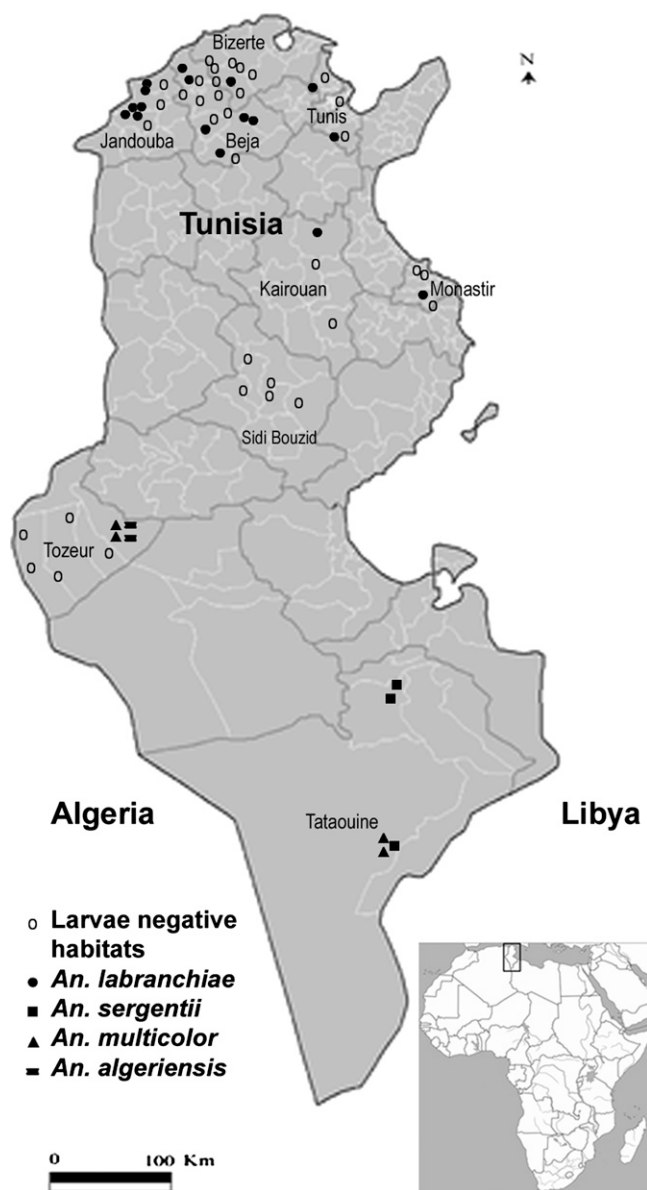 Bizerte
N
Tunis
Jandouba
Beja
Tunisia
Kairouan
Monastir
Sidi Bouzid
Tozeur
Algeria
Tataouine
Libya
o Larvae negative
habitats
● An. labranchiae
■ An. sergentii
▲ An. multicolor
An. algeriensis
0 100 Km